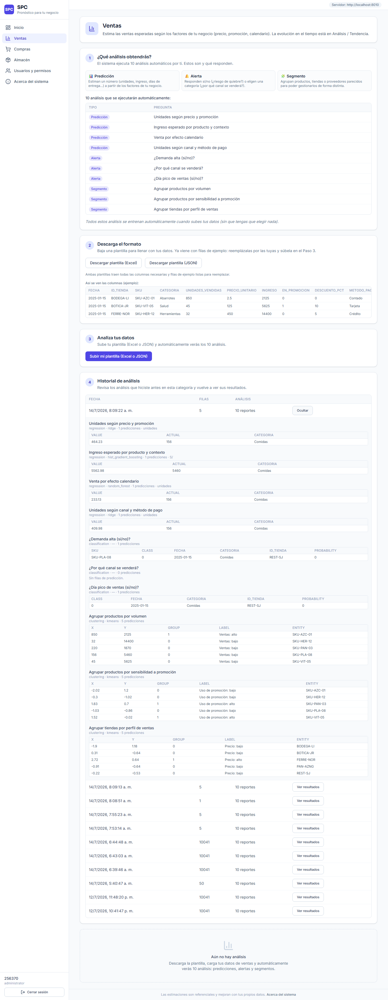 SPC
SPC
Pronóstico para tu negocio
Inicio
Ventas
Compras
Almacén
Usuarios y permisos
Acerca del sistema
Servidor: http://localhost:8010
Ventas
Estima las ventas esperadas según los factores de tu negocio (precio, promoción, calendario). La evolución en el tiempo está en Análisis / Tendencia.
1
¿Qué análisis obtendrás?
El sistema ejecuta 10 análisis automáticos por ti. Estos son y qué responden.
Predicción
Estiman un número (unidades, ingreso, días de
entrega...) a partir de los factores de tu negocio.
Alerta
Responden sí/no (¿riesgo de quiebre?) o eligen una
categoría (¿por qué canal se venderá?).
Segmento
Agrupan productos, tiendas o proveedores parecidos
para poder gestionarlos de forma distinta.
10 análisis que se ejecutarán automáticamente:
TIPO PREGUNTA
Predicción Unidades según precio y promoción
Predicción Ingreso esperado por producto y contexto
Predicción Venta por efecto calendario
Predicción Unidades según canal y método de pago
Alerta ¿Demanda alta (sí/no)?
Alerta ¿Por qué canal se venderá?
Alerta ¿Día pico de ventas (sí/no)?
Segmento Agrupar productos por volumen
Segmento Agrupar productos por sensibilidad a promoción
Segmento Agrupar tiendas por perfil de ventas
Todos estos análisis se entrenan automáticamente cuando subes tus datos (sin que tengas que elegir nada).
2
Descarga el formato
Baja una plantilla para llenar con tus datos. Ya viene con filas de ejemplo: reemplázalas por las tuyas y súbela en el Paso 3.
Descargar plantilla (Excel) Descargar plantilla (JSON)
Ambas plantillas traen todas las columnas necesarias y filas de ejemplo listas para reemplazar.
Así se ven las columnas (ejemplo):
FECHA ID_TIENDA SKU CATEGORIA UNIDADES_VENDIDAS PRECIO_UNITARIO INGRESO EN_PROMOCION DESCUENTO_PCT METODO_PAG
2025-01-15 BODEGA-LI SKU-AZC-01 Abarrotes 850 2.5 2125 0 0 Contado
2025-01-15 BOTICA-JR SKU-VIT-05 Salud 45 125 5625 1 10 Tarjeta
2025-01-15 FERRE-NOR SKU-HER-12 Herramientas 32 450 14400 0 5 Crédito
3
Analiza tus datos
Sube tu plantilla (Excel o JSON) y automáticamente verás los 10 análisis.
Subir mi plantilla (Excel o JSON)
4
Historial de análisis
Revisa los análisis que hiciste antes en esta categoría y vuelve a ver sus resultados.
FECHA FILAS ANÁLISIS
14/7/2026, 8:09:22 a. m. 5 10 reportes Ocultar
Unidades según precio y promoción
regression · ridge · 1 predicciones · unidades
VALUE ACTUAL CATEGORIA
464.23 156 Comidas
Ingreso esperado por producto y contexto
regression · hist_gradient_boosting · 1 predicciones · S/
VALUE ACTUAL CATEGORIA
5562.98 5460 Comidas
Venta por efecto calendario
regression · random_forest · 1 predicciones · unidades
VALUE ACTUAL CATEGORIA
233.13 156 Comidas
Unidades según canal y método de pago
regression · ridge · 1 predicciones · unidades
VALUE ACTUAL CATEGORIA
409.98 156 Comidas
¿Demanda alta (sí/no)?
classification · — · 1 predicciones
SKU CLASS FECHA CATEGORIA ID_TIENDA PROBABILITY
SKU-PLA-08 0 2025-01-15 Comidas REST-SJ 0
¿Por qué canal se venderá?
classification · — · 0 predicciones
Sin filas de predicción.
¿Día pico de ventas (sí/no)?
classification · — · 1 predicciones
CLASS FECHA CATEGORIA ID_TIENDA PROBABILITY
0 2025-01-15 Comidas REST-SJ 0
Agrupar productos por volumen
clustering · kmeans · 5 predicciones
X Y GROUP LABEL ENTITY
850 2125 1 Ventas: alto SKU-AZC-01
32 14400 0 Ventas: bajo SKU-HER-12
220 1870 0 Ventas: bajo SKU-PAN-03
156 5460 0 Ventas: bajo SKU-PLA-08
45 5625 0 Ventas: bajo SKU-VIT-05
Agrupar productos por sensibilidad a promoción
clustering · kmeans · 5 predicciones
X Y GROUP LABEL ENTITY
-2.02 1.2 0 Uso de promoción: bajo SKU-AZC-01
-0.3 -1.02 0 Uso de promoción: bajo SKU-HER-12
1.83 0.7 1 Uso de promoción: alto SKU-PAN-03
-1.03 -0.86 0 Uso de promoción: bajo SKU-PLA-08
1.52 -0.02 1 Uso de promoción: alto SKU-VIT-05
Agrupar tiendas por perfil de ventas
clustering · kmeans · 5 predicciones
X Y GROUP LABEL ENTITY
-1.9 1.18 0 Precio: bajo BODEGA-LI
0.31 -0.64 0 Precio: bajo BOTICA-JR
2.72 0.64 1 Precio: alto FERRE-NOR
-0.91 -0.64 0 Precio: bajo PAN-AZNG
-0.22 -0.53 0 Precio: bajo REST-SJ
14/7/2026, 8:09:13 a. m. 5 10 reportes Ver resultados
14/7/2026, 8:08:51 a. m. 1 10 reportes Ver resultados
14/7/2026, 7:55:23 a. m. 5 10 reportes Ver resultados
14/7/2026, 7:53:14 a. m. 5 10 reportes Ver resultados
14/7/2026, 6:44:48 a. m. 10041 10 reportes Ver resultados
14/7/2026, 6:43:03 a. m. 10041 10 reportes Ver resultados
14/7/2026, 6:39:46 a. m. 10041 10 reportes Ver resultados
14/7/2026, 5:40:47 a. m. 50 10 reportes Ver resultados
12/7/2026, 11:48:20 p. m. 10041 10 reportes Ver resultados
12/7/2026, 10:41:47 p. m. 10041 10 reportes Ver resultados
Aún no hay análisis
Descarga la plantilla, carga tus datos de ventas y automáticamente
verás 10 análisis: predicciones, alertas y segmentos.
256370
administrator
Cerrar sesión
Las estimaciones son referenciales y mejoran con tus propios datos. Acerca del sistema